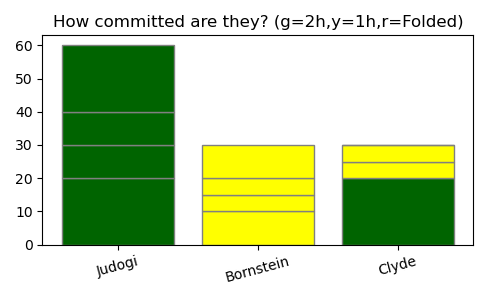 How committed are they? (g=2h,y=1h,r=Folded)
60
50
40
30
20
10
0
Judogi
Bornstein
Clyde